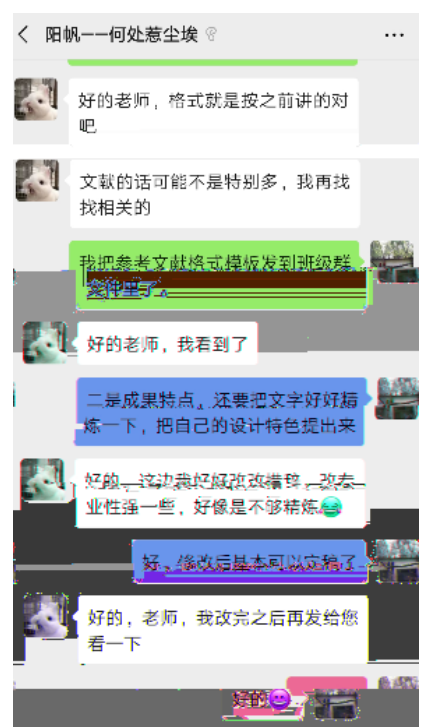 阳帆——何处惹尘埃
好的老师，格式就是按之前讲的对
吧
文献的话可能不是特别多，我再找
找相关的
我把参考文献格式模板发到班级群
文件里了。
好的老师，我看到了
二是成果特点。还要把文字好好精
炼一下，把自己的设计特色提出来
好的，这边我好好改改措辞，改专
业性强一些，好像是不够精炼😂
好，修改后基本可以定稿了
好的，老师，我改完之后再发给您
看一下
好的😊